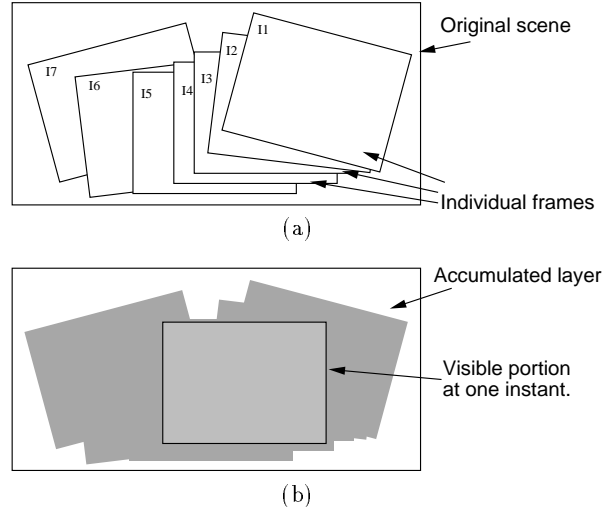 I1
Original scene
I2
I3
I7
I6
I4
I5
Individual frames
(a)
Accumulated layer
Visible portion
at one instant.
(b)